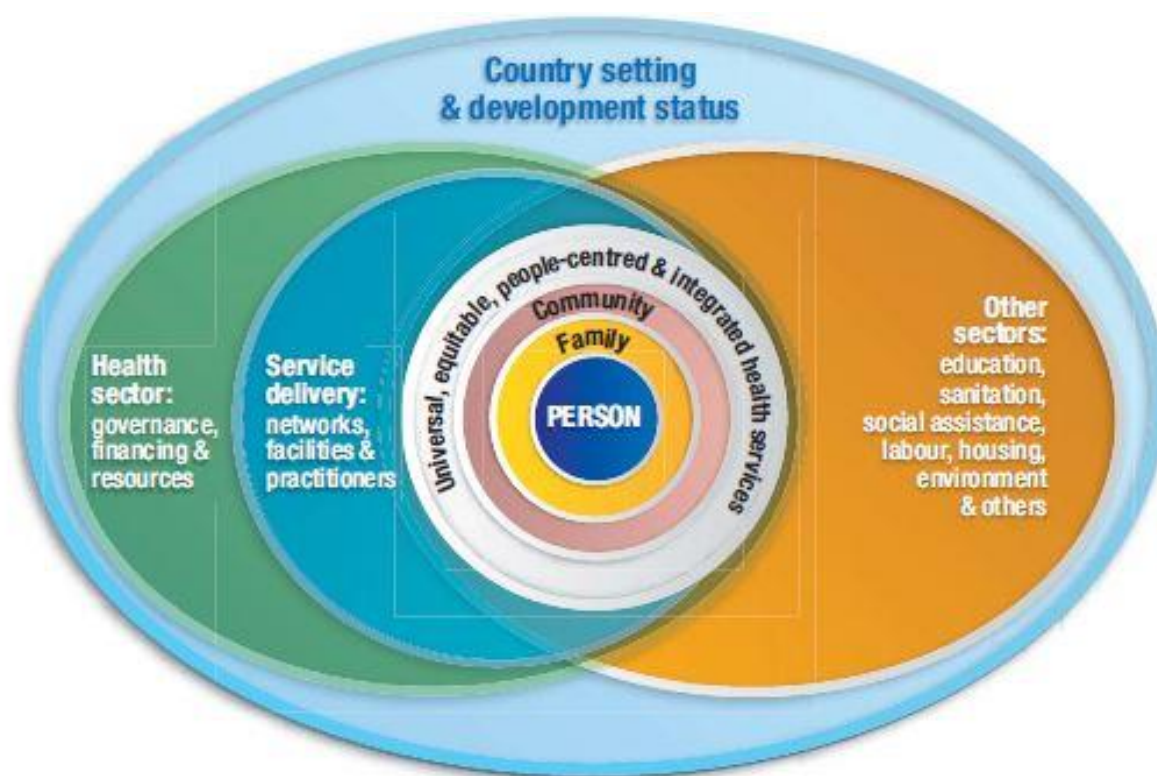 Country setting
& development status
Universal, equitable, people-centred & integrated health services
Community
Family
PERSON
Health
sector:
governance,
financing &
resources
Service
delivery:
networks,
facilities &
practitioners
Other
sectors:
education,
sanitation,
social assistance,
labour, housing,
environment
& others